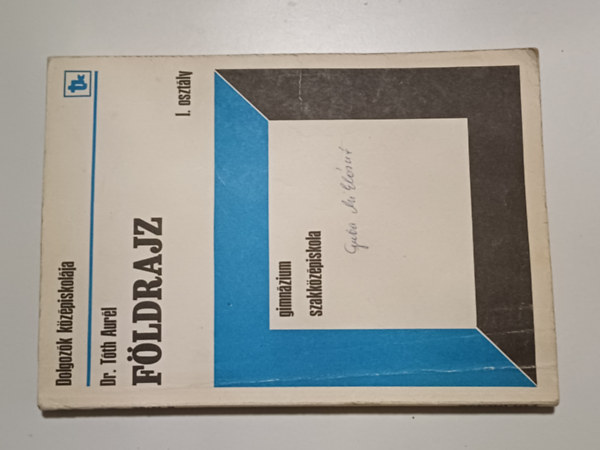 Dolgozók középiskolája
tk
Dr. Tóth Aurél
FÖLDRAJZ
I. osztály
gimnázium
szakközépiskola